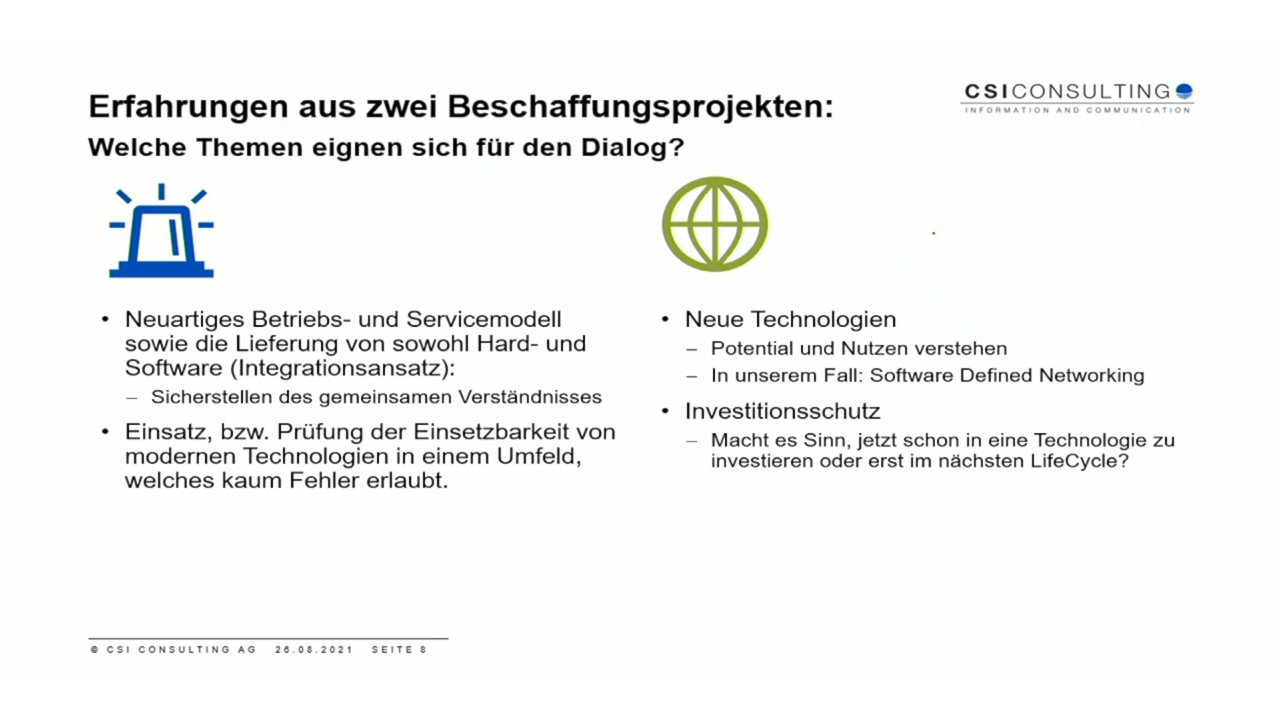 Erfahrungen aus zwei Beschaffungsprojekten:
Welche Themen eignen sich für den Dialog?
CSICONSULTING
INFORMATION AND COMMUNICATION
• Neuartiges Betriebs- und Servicemodell
sowie die Lieferung von sowohl Hard- und
Software (Integrationsansatz):
– Sicherstellen des gemeinsamen Verständnisses
• Einsatz, bzw. Prüfung der Einsetzbarkeit von
modernen Technologien in einem Umfeld,
welches kaum Fehler erlaubt.
• Neue Technologien
– Potential und Nutzen verstehen
– In unserem Fall: Software Defined Networking
• Investitionsschutz
– Macht es Sinn, jetzt schon in eine Technologie zu
investieren oder erst im nächsten LifeCycle?
© CSI CONSULTING AG 26.08.2021 SEITE 8